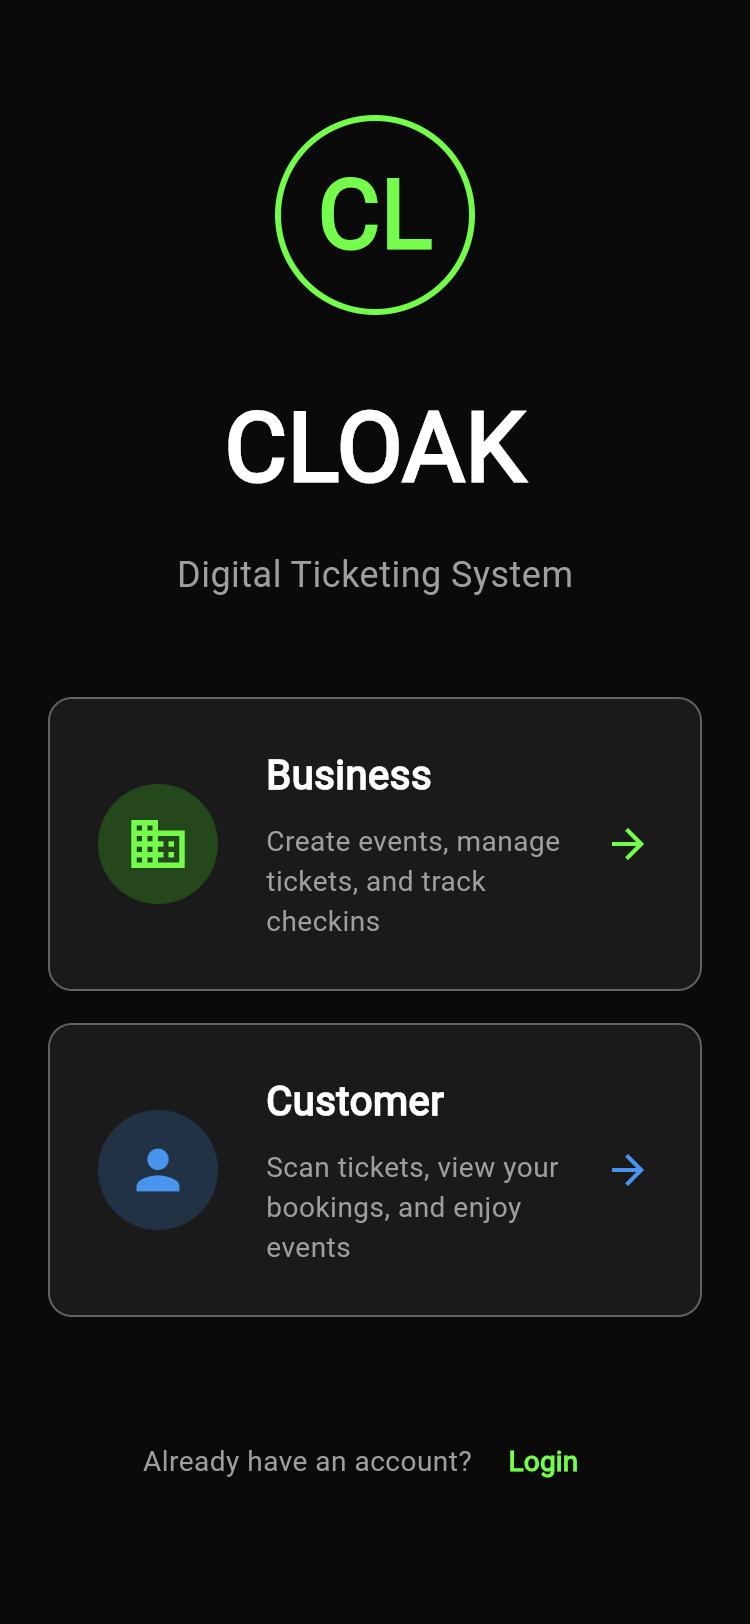 CL
CLOAK
Digital Ticketing System
Business
Create events, manage
tickets, and track
checkins
Customer
Scan tickets, view your
bookings, and enjoy
events
Already have an account? Login